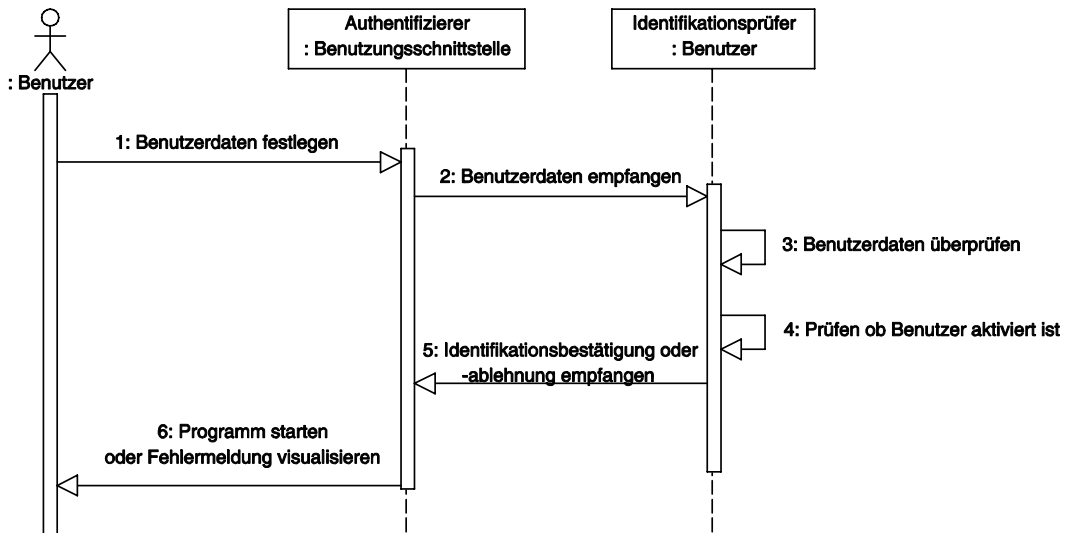 : Benutzer
Authentifizierer
: Benutzungsschnittstelle
Identifikationsprüfer
: Benutzer
1: Benutzerdaten festlegen
2: Benutzerdaten empfangen
3: Benutzerdaten überprüfen
4: Prüfen ob Benutzer aktiviert ist
5: Identifikationsbestätigung oder
-ablehnung empfangen
6: Programm starten
oder Fehlermeldung visualisieren